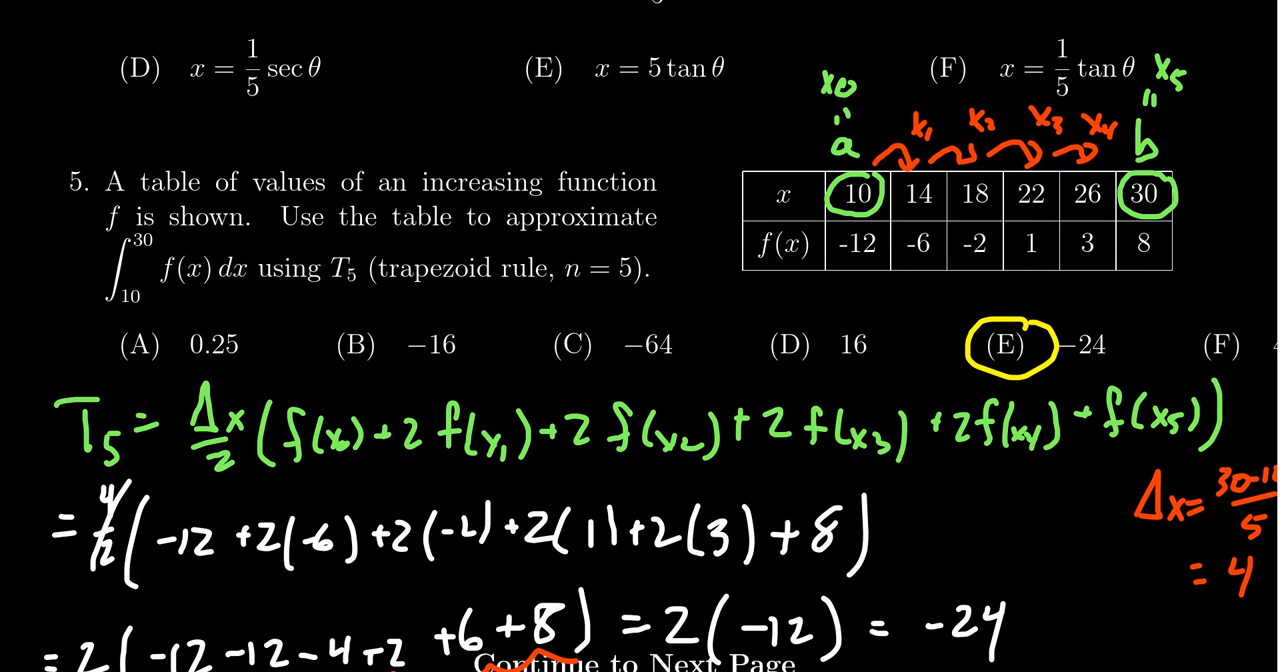 (D) x = 1/5 sec θ (E) x = 5 tan θ (F) x = 1/5 tan θ
x0 x5
= =
a x1 x2 x3 x4 b
5. A table of values of an increasing function
f is shown. Use the table to approximate
∫_10^30 f(x) dx using T5 (trapezoid rule, n = 5).
x 10 14 18 22 26 30
f(x) -12 -6 -2 1 3 8
(A) 0.25 (B) −16 (C) −64 (D) 16 (E) −24 (F)
T5 = Δx/2 (f(x0) + 2 f(x1) + 2 f(x2) + 2 f(x3) + 2f(x4) + f(x5))
= 4/2 (-12 + 2(-6) + 2(-2) + 2(1) + 2(3) + 8)
Δx = 30-10/5
= 4
= 2(-12 -12 -4 +2 +6 +8) = 2(-12) = -24
Continue to Next Page